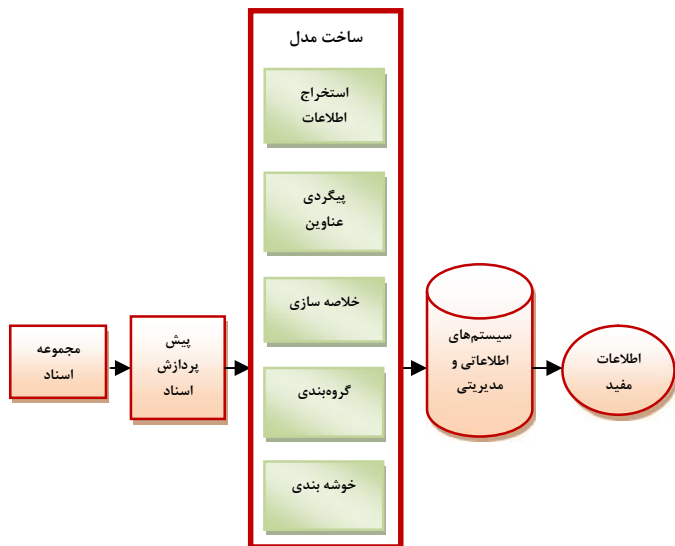 ساخت مدل
استخراج
اطلاعات
پیگردی
عناوین
خلاصه سازی
گروه‌بندی
خوشه بندی
مجموعه
اسناد
پیش
پردازش
اسناد
سیستم‌های
اطلاعاتی و
مدیریتی
اطلاعات
مفید